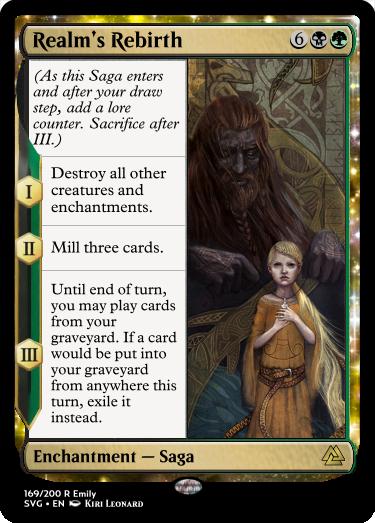 Realm's Rebirth 6
(As this Saga enters
and after your draw
step, add a lore
counter. Sacrifice after
III.)
I
Destroy all other
creatures and
enchantments.
II
Mill three cards.
III
Until end of turn,
you may play cards
from your
graveyard. If a card
would be put into
your graveyard
from anywhere this
turn, exile it
instead.
Enchantment — Saga
169/200 R Emily
SVG • EN Kiri Leonard